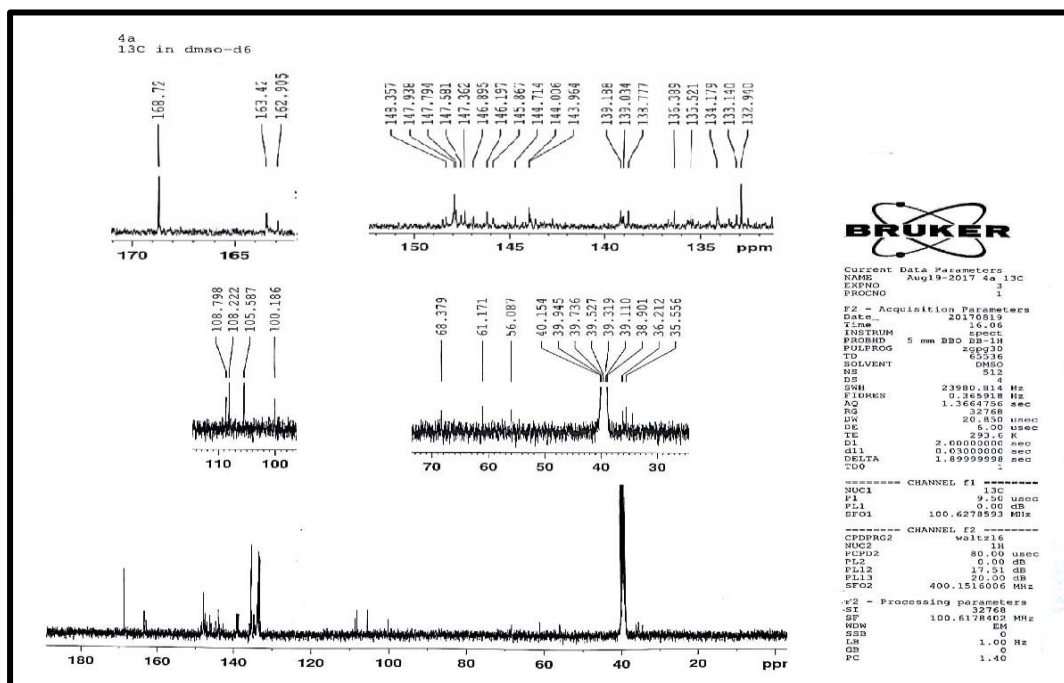 4a
13C in dmso-d6
168.72
163.42
162.905
148.357
147.938
147.794
147.581
147.362
146.895
146.197
145.867
144.714
144.006
143.964
139.188
139.034
138.777
136.389
135.521
134.179
133.140
132.940
170 165
150 145 140 135 ppm
108.798
108.222
105.587
100.186
68.379
61.171
56.087
40.154
39.945
39.736
39.527
39.319
39.110
38.901
36.212
35.556
110 100
70 60 50 40 30
180 160 140 120 100 80 60 40 20 ppm
BRUKER
Current Data Parameters
NAME Aug19-2017 4a 13C
EXPNO 3
PROCNO 1
F2 - Acquisition Parameters
Date_ 20170819
Time 16.06
INSTRUM spect
PROBHD 5 mm BBO BB-1H
PULPROG zgpg30
TD 65536
SOLVENT DMSO
NS 512
DS 4
SWH 23980.814 Hz
FIDRES 0.365918 Hz
AQ 1.3664756 sec
RG 32768
DW 20.850 usec
DE 6.00 usec
TE 293.6 K
D1 2.00000000 sec
d11 0.03000000 sec
DELTA 1.89999998 sec
TD0 1
======== CHANNEL f1 ========
NUC1 13C
P1 9.50 usec
PL1 0.00 dB
SFO1 100.6278593 MHz
======== CHANNEL f2 ========
CPDPRG2 waltz16
NUC2 1H
PCPD2 80.00 usec
PL2 0.00 dB
PL12 17.51 dB
PL13 20.00 dB
SFO2 400.1516006 MHz
F2 - Processing parameters
SI 32768
SF 100.6178402 MHz
WDW EM
SSB 0
LB 1.00 Hz
GB 0
PC 1.40